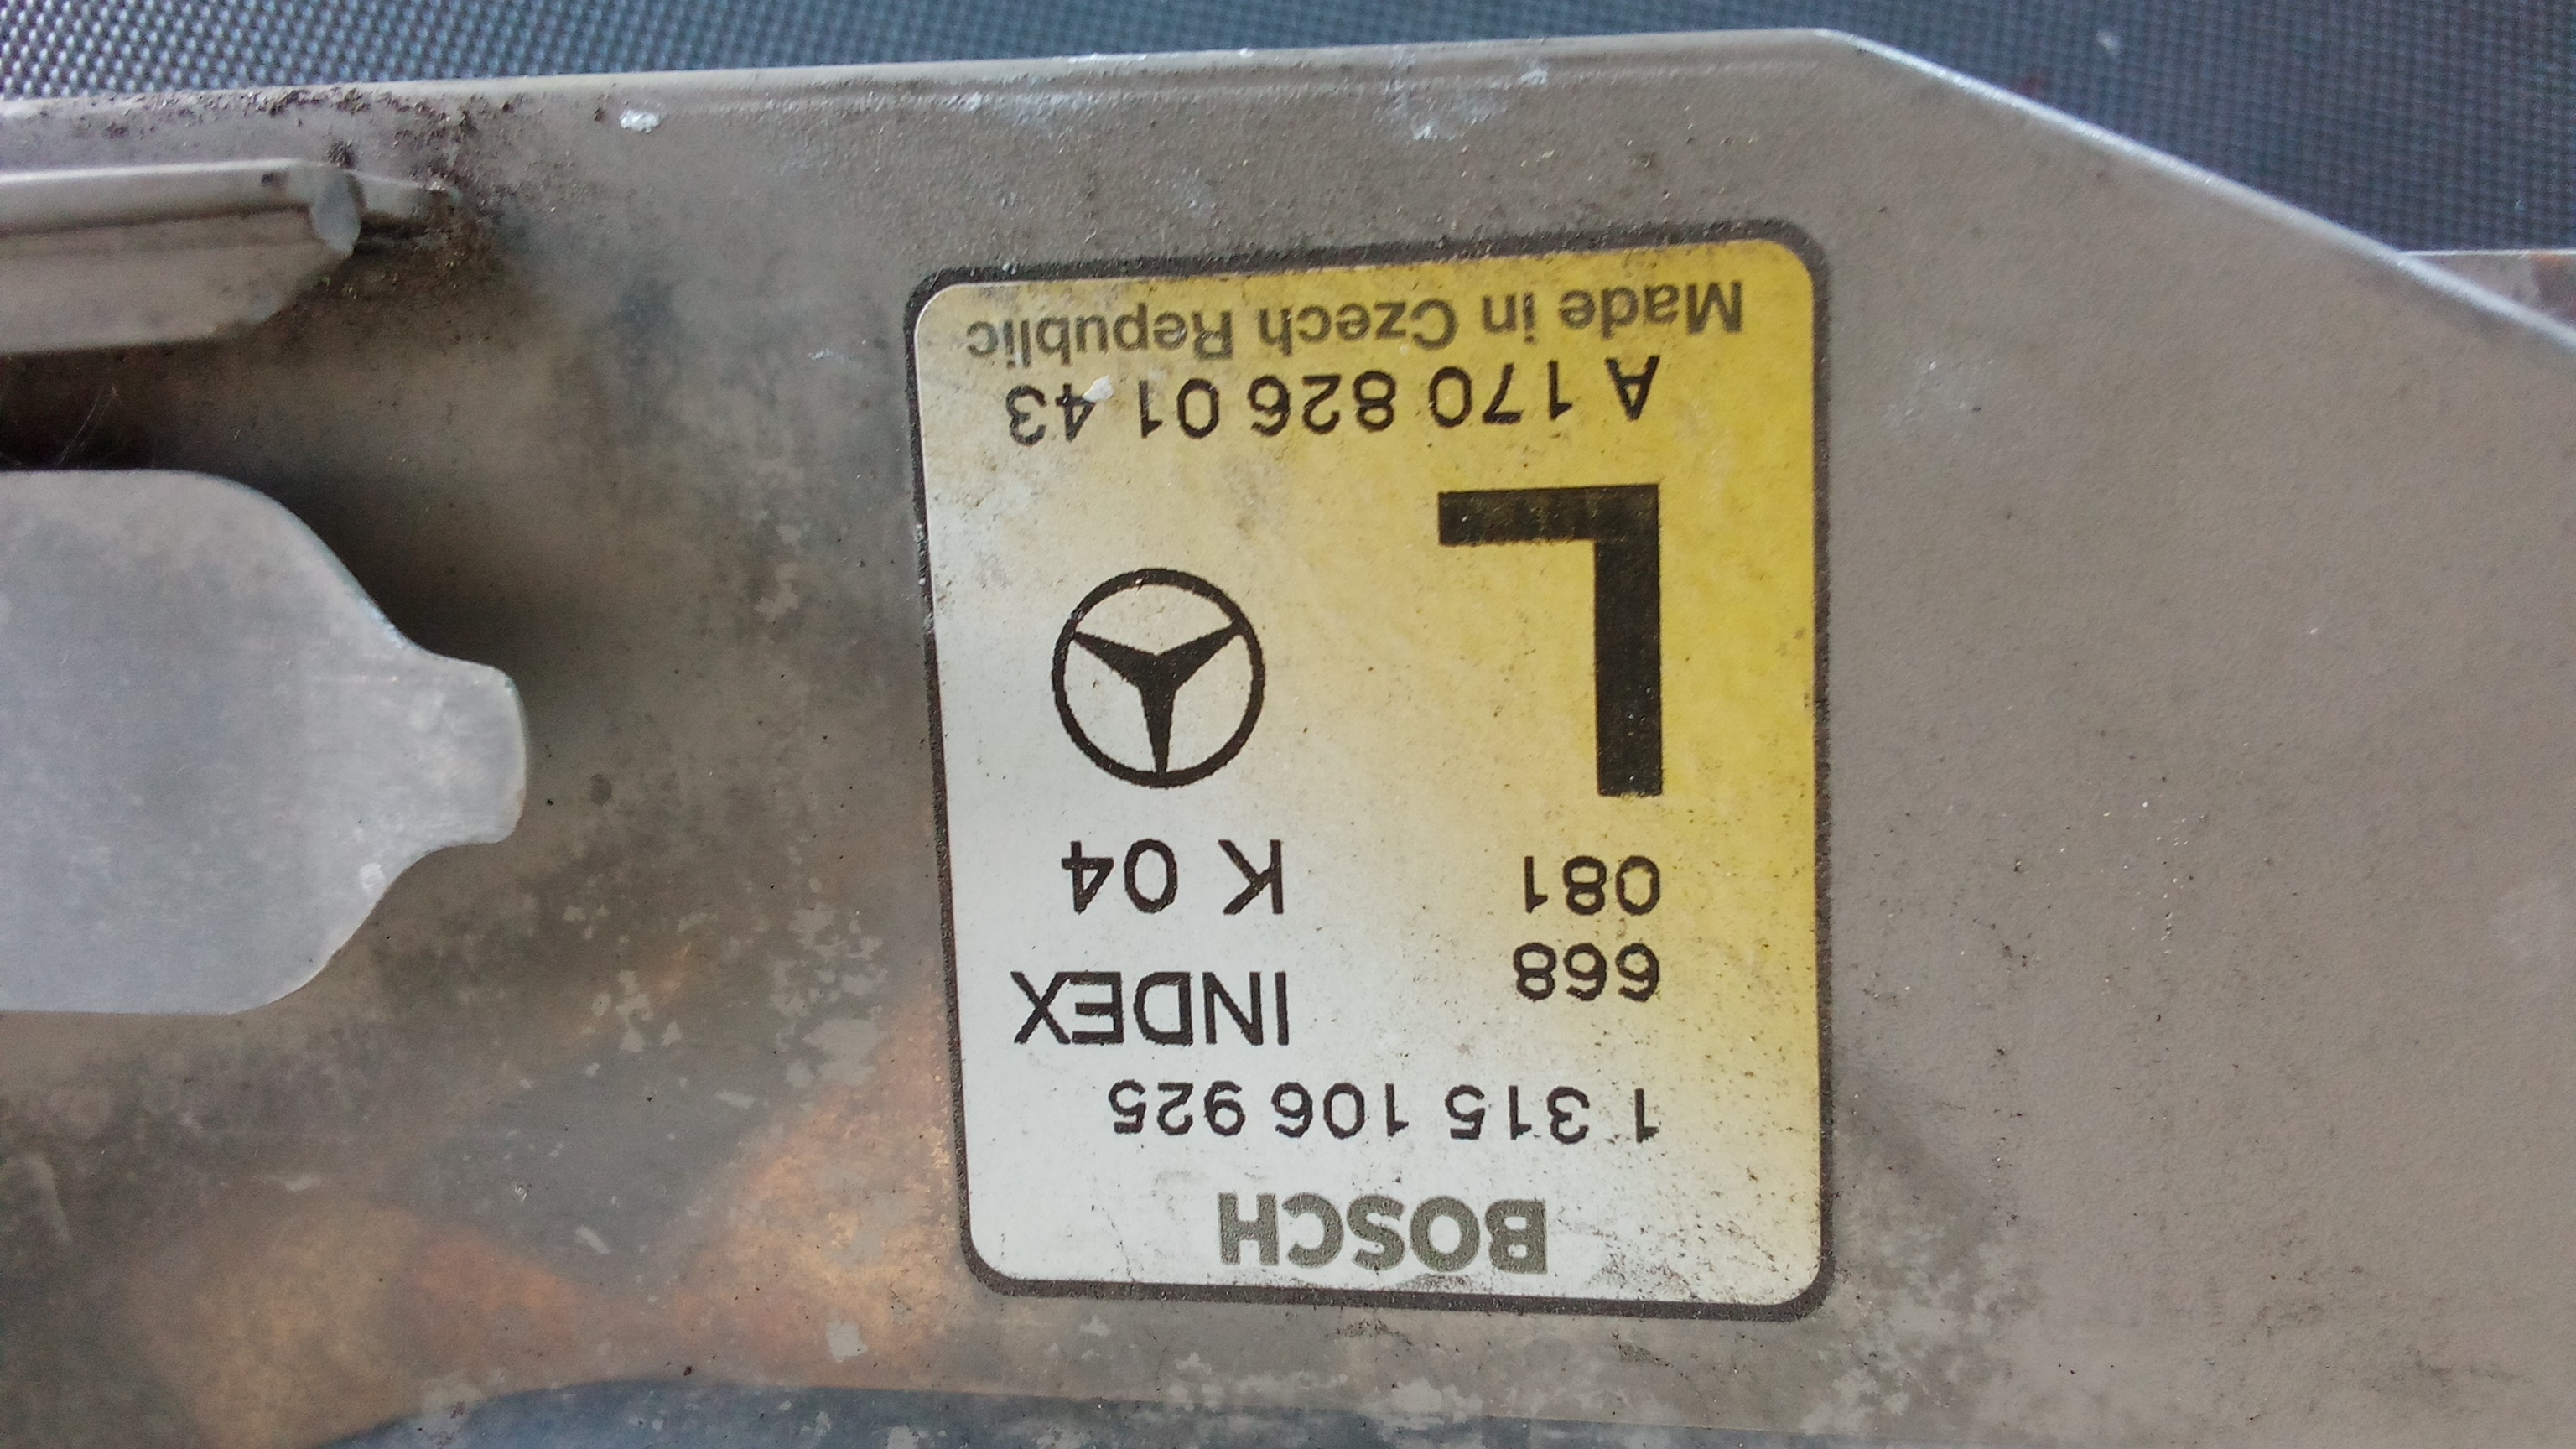 BOSCH
1 315 106 925
668 INDEX
081 K 04
L
A 170 826 01 43
Made in Czech Republic